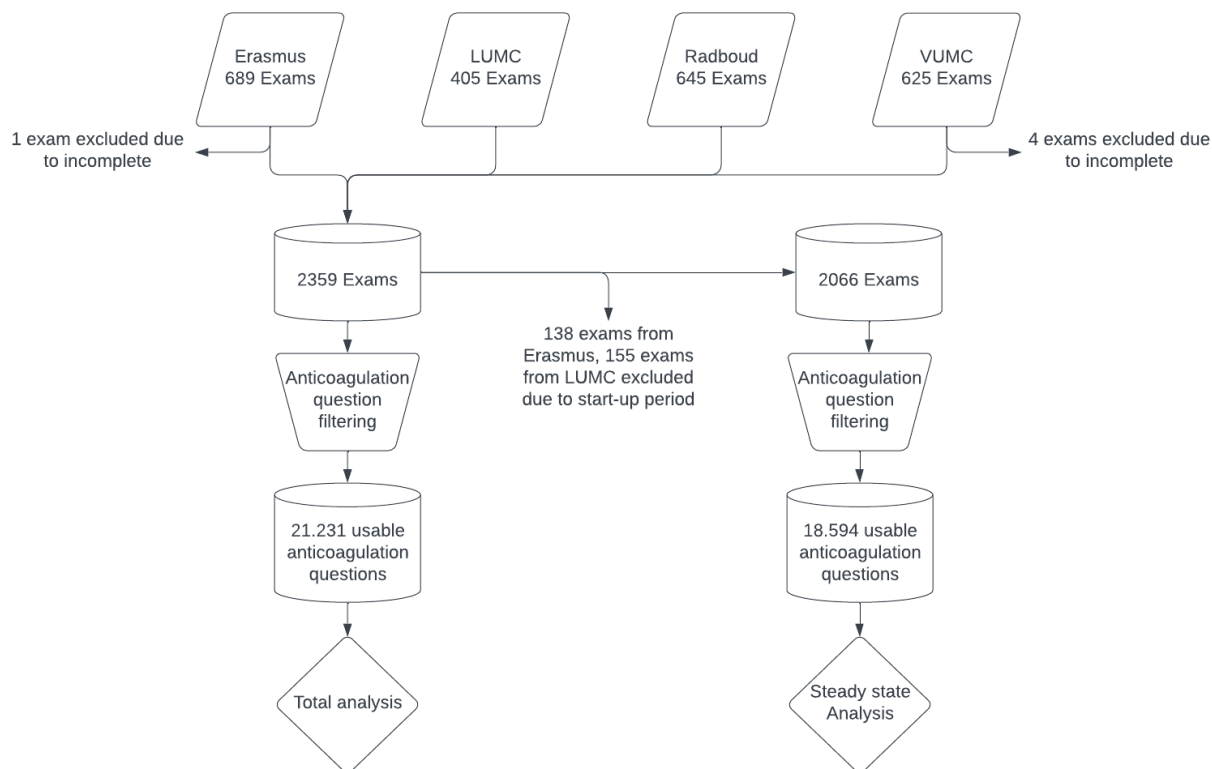 Erasmus
689 Exams
LUMC
405 Exams
Radboud
645 Exams
VUMC
625 Exams
1 exam excluded due
to incomplete
4 exams excluded due
to incomplete
2359 Exams
2066 Exams
138 exams from
Erasmus, 155 exams
from LUMC excluded
due to start-up period
Anticoagulation
question
filtering
Anticoagulation
question
filtering
21.231 usable
anticoagulation
questions
18.594 usable
anticoagulation
questions
Total analysis
Steady state
Analysis